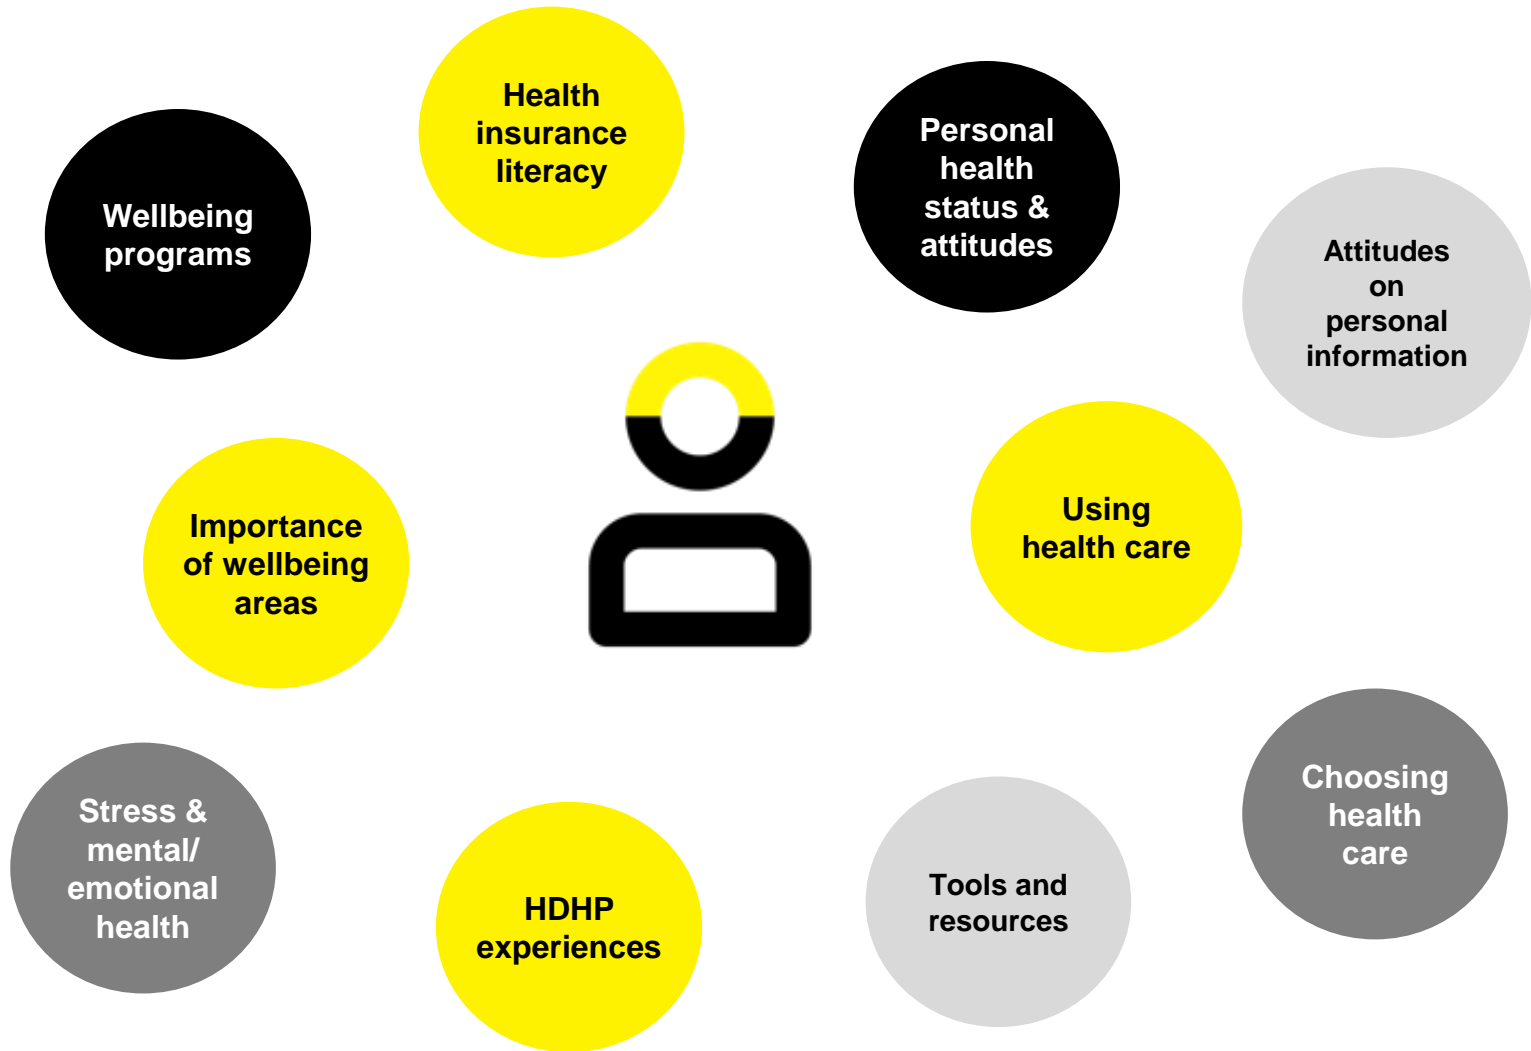 Health
insurance
literacy
Personal
health
status &
attitudes
Wellbeing
programs
Attitudes
on
personal
information
Importance
of wellbeing
areas
Using
health care
Stress &
mental/
emotional
health
HDHP
experiences
Tools and
resources
Choosing
health
care